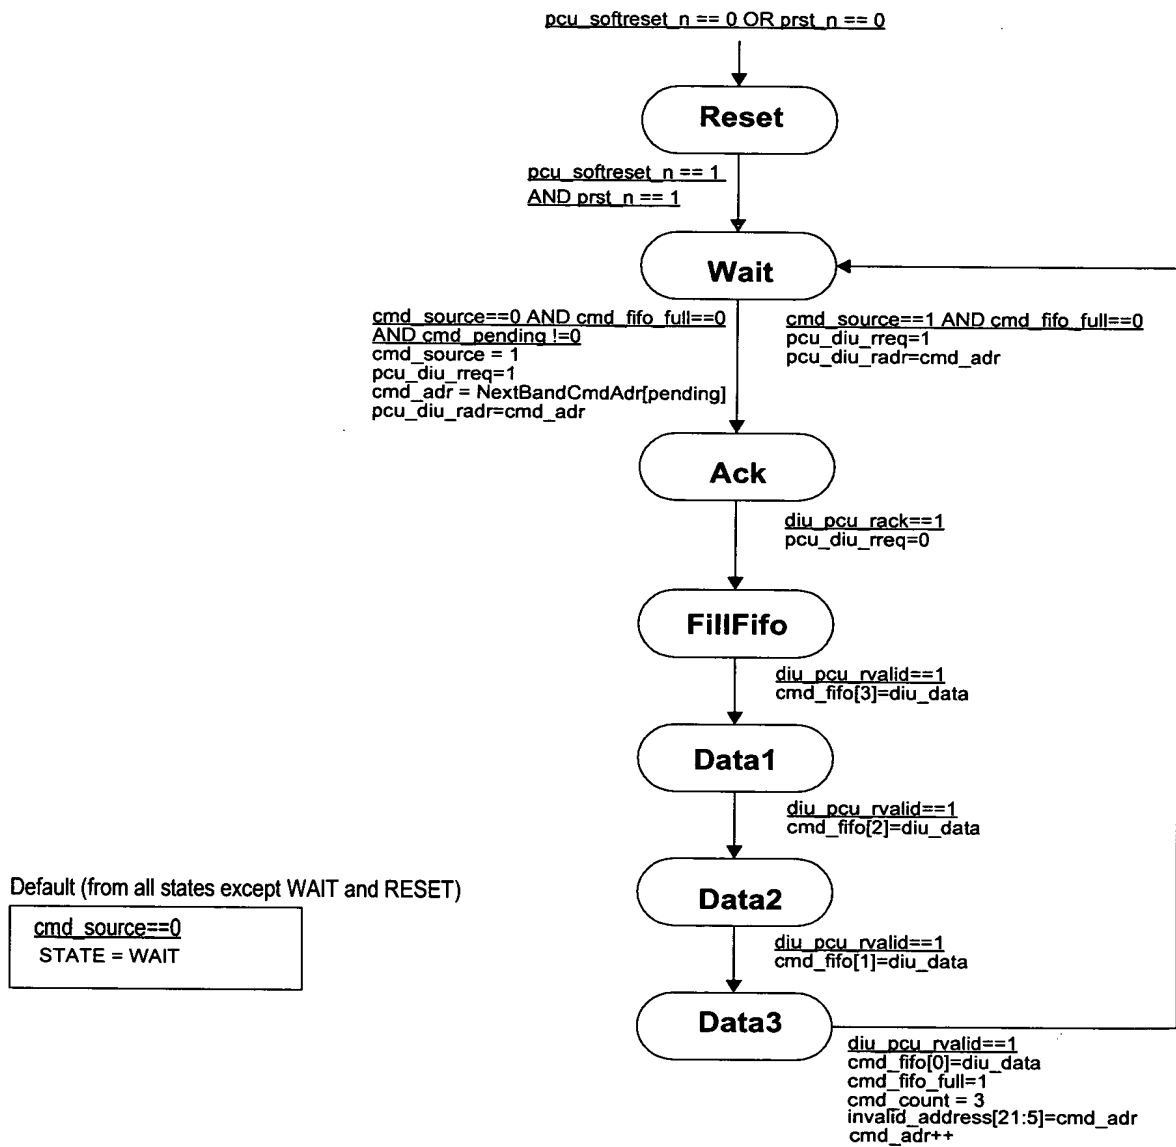 pcu_softreset_n == 0 OR prst_n == 0
Reset
pcu_softreset_n == 1
AND prst_n == 1
Wait
cmd_source==0 AND cmd_fifo_full==0
AND cmd_pending !=0
cmd_source = 1
pcu_diu_rreq=1
cmd_adr = NextBandCmdAdr[pending]
pcu_diu_radr=cmd_adr
cmd_source==1 AND cmd_fifo_full==0
pcu_diu_rreq=1
pcu_diu_radr=cmd_adr
Ack
diu_pcu_rack==1
pcu_diu_rreq=0
FillFifo
diu_pcu_rvalid==1
cmd_fifo[3]=diu_data
Data1
diu_pcu_rvalid==1
cmd_fifo[2]=diu_data
Data2
diu_pcu_rvalid==1
cmd_fifo[1]=diu_data
Data3
diu_pcu_rvalid==1
cmd_fifo[0]=diu_data
cmd_fifo_full=1
cmd_count = 3
invalid_address[21:5]=cmd_adr
cmd_adr++
Default (from all states except WAIT and RESET)
cmd_source==0
STATE = WAIT